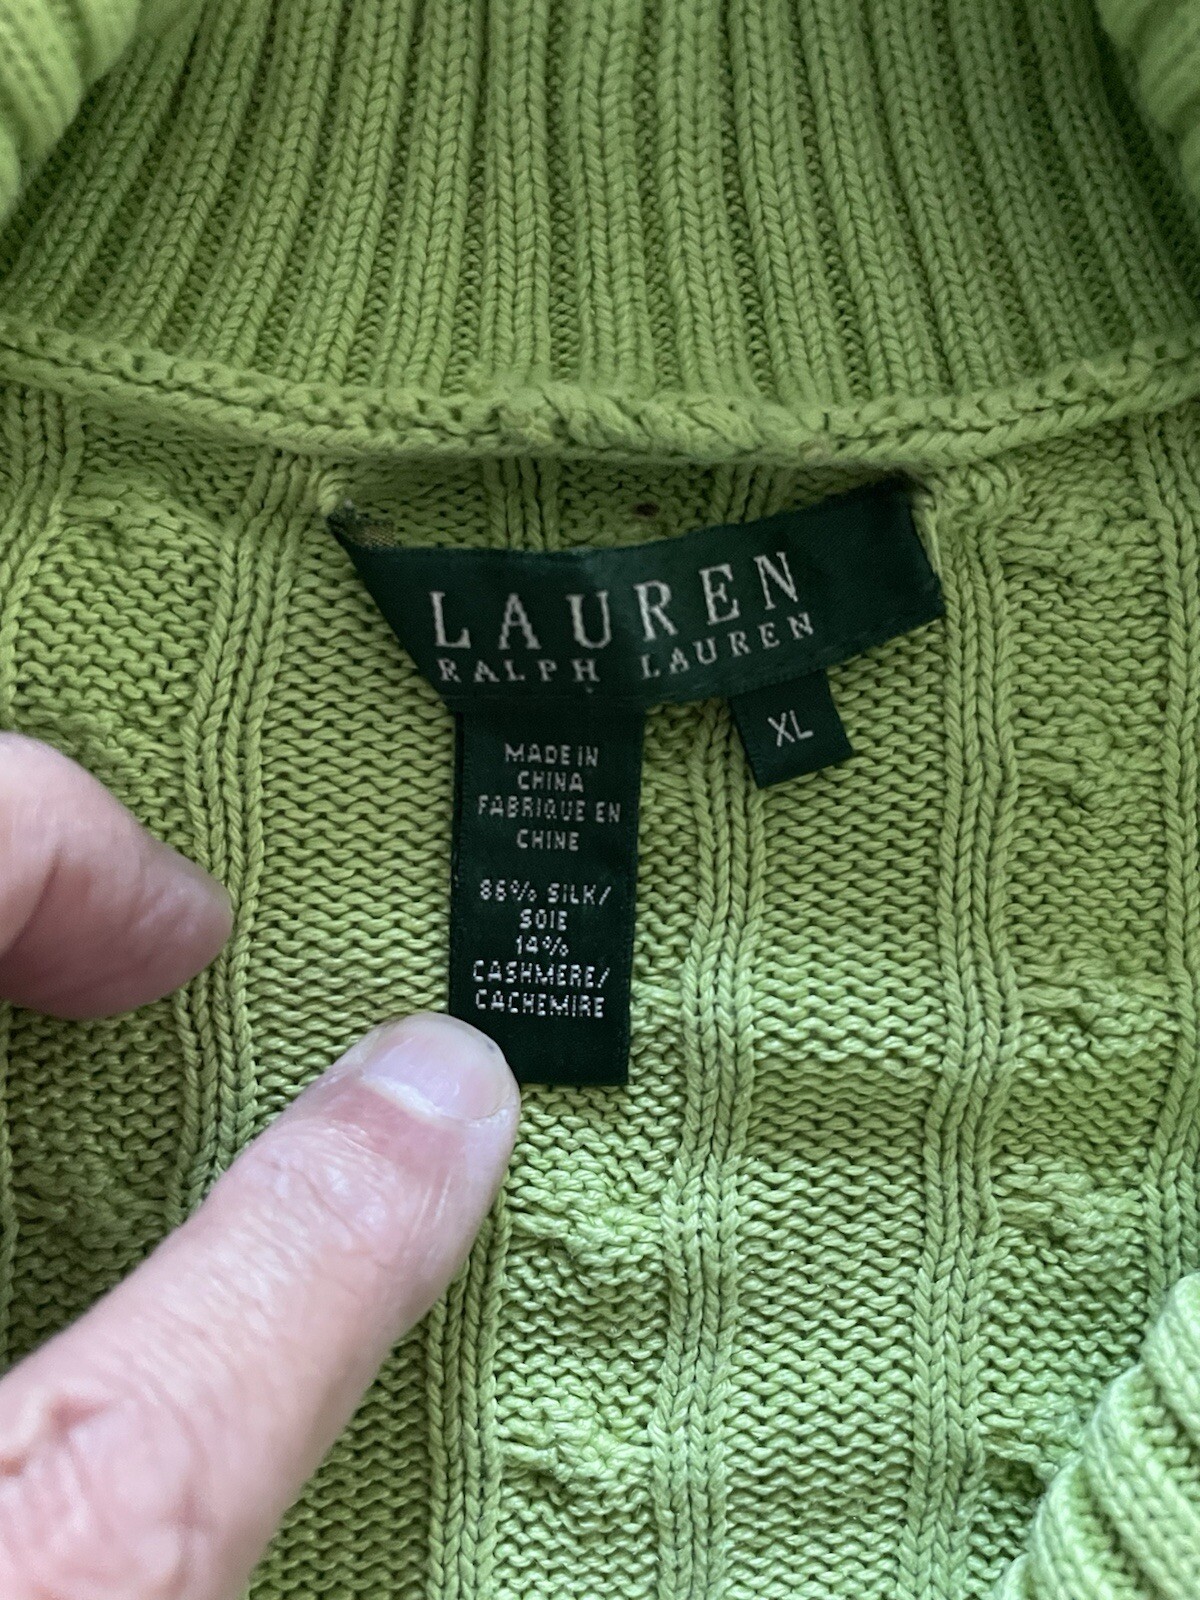 LAUREN
RALPH LAUREN
XL
MADE IN
CHINA
FABRIQUE EN
CHINE
86% SILK/
SOIE
14%
CASHMERE/
CACHEMIRE